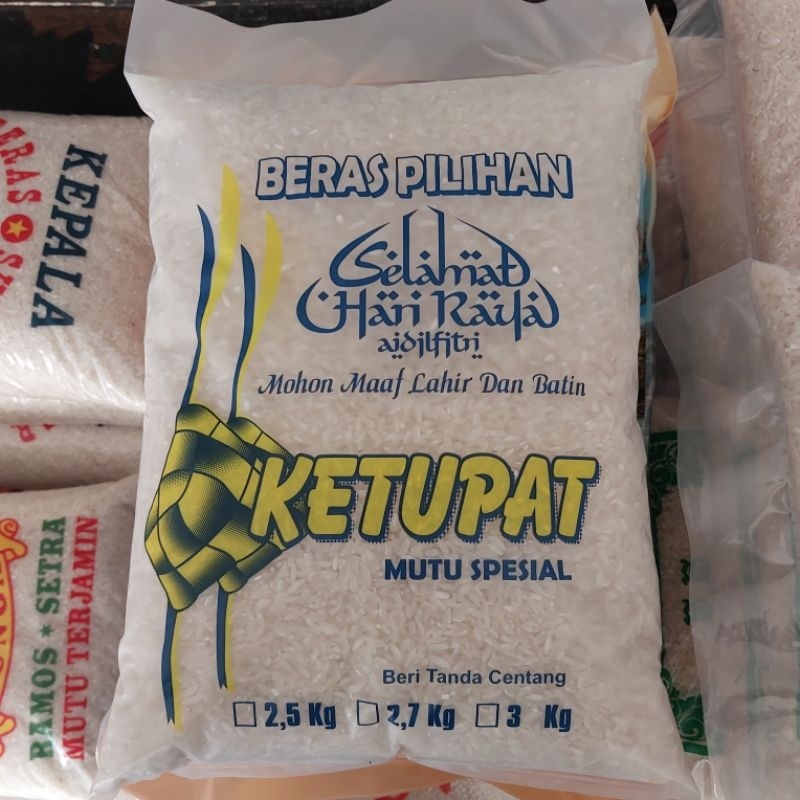 BERAS PILIHAN
Selamat
Hari Raya
aidilfitri
Mohon Maaf Lahir Dan Batin
KETUPAT
MUTU SPESIAL
Beri Tanda Centang
2,5 Kg 2,7 Kg 3 Kg
KEPALA
RAMOS * SETRA
MUTU TERJAMIN